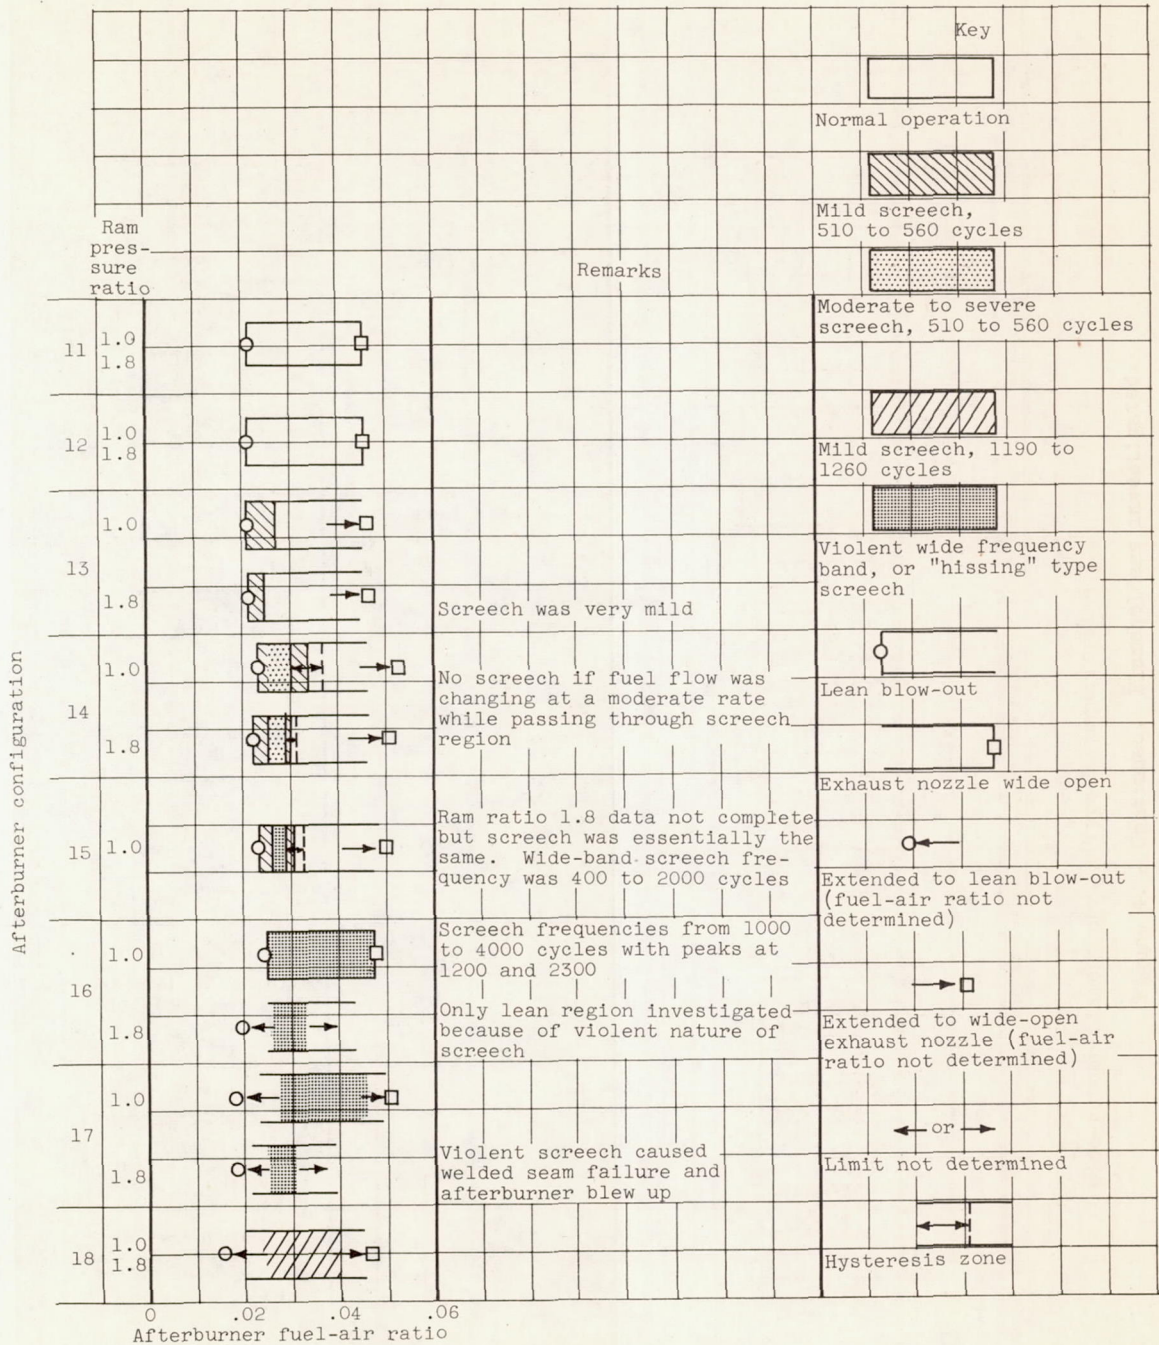 Key
Normal operation
Mild screech,
510 to 560 cycles
Moderate to severe
screech, 510 to 560 cycles
Mild screech, 1190 to
1260 cycles
Violent wide frequency
band, or "hissing" type
screech
Lean blow-out
Exhaust nozzle wide open
Extended to lean blow-out
(fuel-air ratio not
determined)
Extended to wide-open
exhaust nozzle (fuel-air
ratio not determined)
or
Limit not determined
Hysteresis zone
Ram
pres-
sure
ratio
Remarks
Afterburner configuration
11
1.0
1.8
12
1.0
1.8
13
1.0
1.8
Screech was very mild
14
1.0
1.8
No screech if fuel flow was
changing at a moderate rate
while passing through screech
region
15
1.0
Ram ratio 1.8 data not complete
but screech was essentially the
same. Wide-band screech fre-
quency was 400 to 2000 cycles
16
1.0
Screech frequencies from 1000
to 4000 cycles with peaks at
1200 and 2300
1.8
Only lean region investigated
because of violent nature of
screech
17
1.0
1.8
Violent screech caused
welded seam failure and
afterburner blew up
18
1.0
1.8
0 .02 .04 .06
Afterburner fuel-air ratio